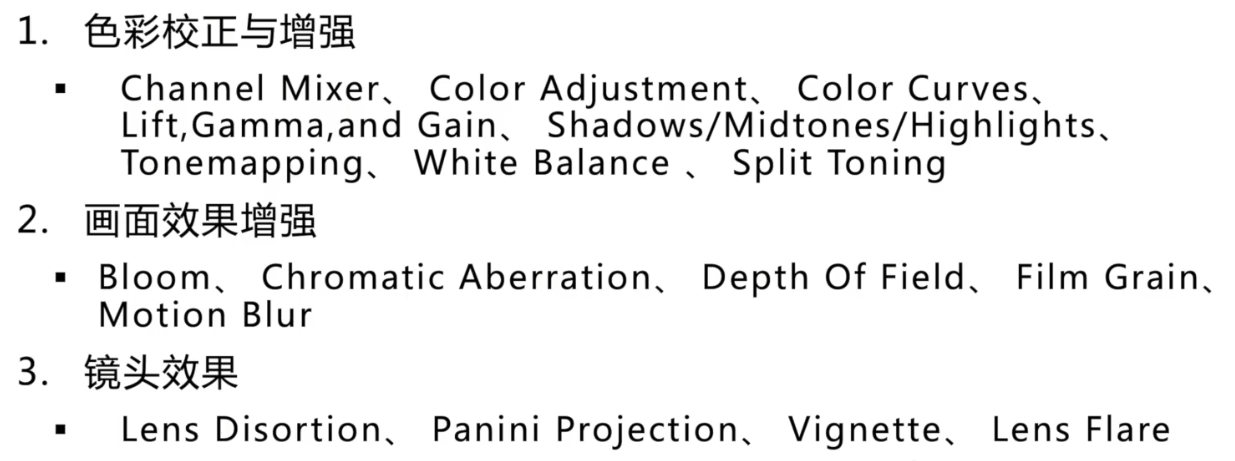 1. 色彩校正与增强
▪ Channel Mixer、 Color Adjustment、 Color Curves、
Lift,Gamma,and Gain、 Shadows/Midtones/Highlights、
Tonemapping、 White Balance 、 Split Toning
2. 画面效果增强
▪ Bloom、 Chromatic Aberration、 Depth Of Field、 Film Grain、
Motion Blur
3. 镜头效果
▪ Lens Disortion、 Panini Projection、 Vignette、 Lens Flare